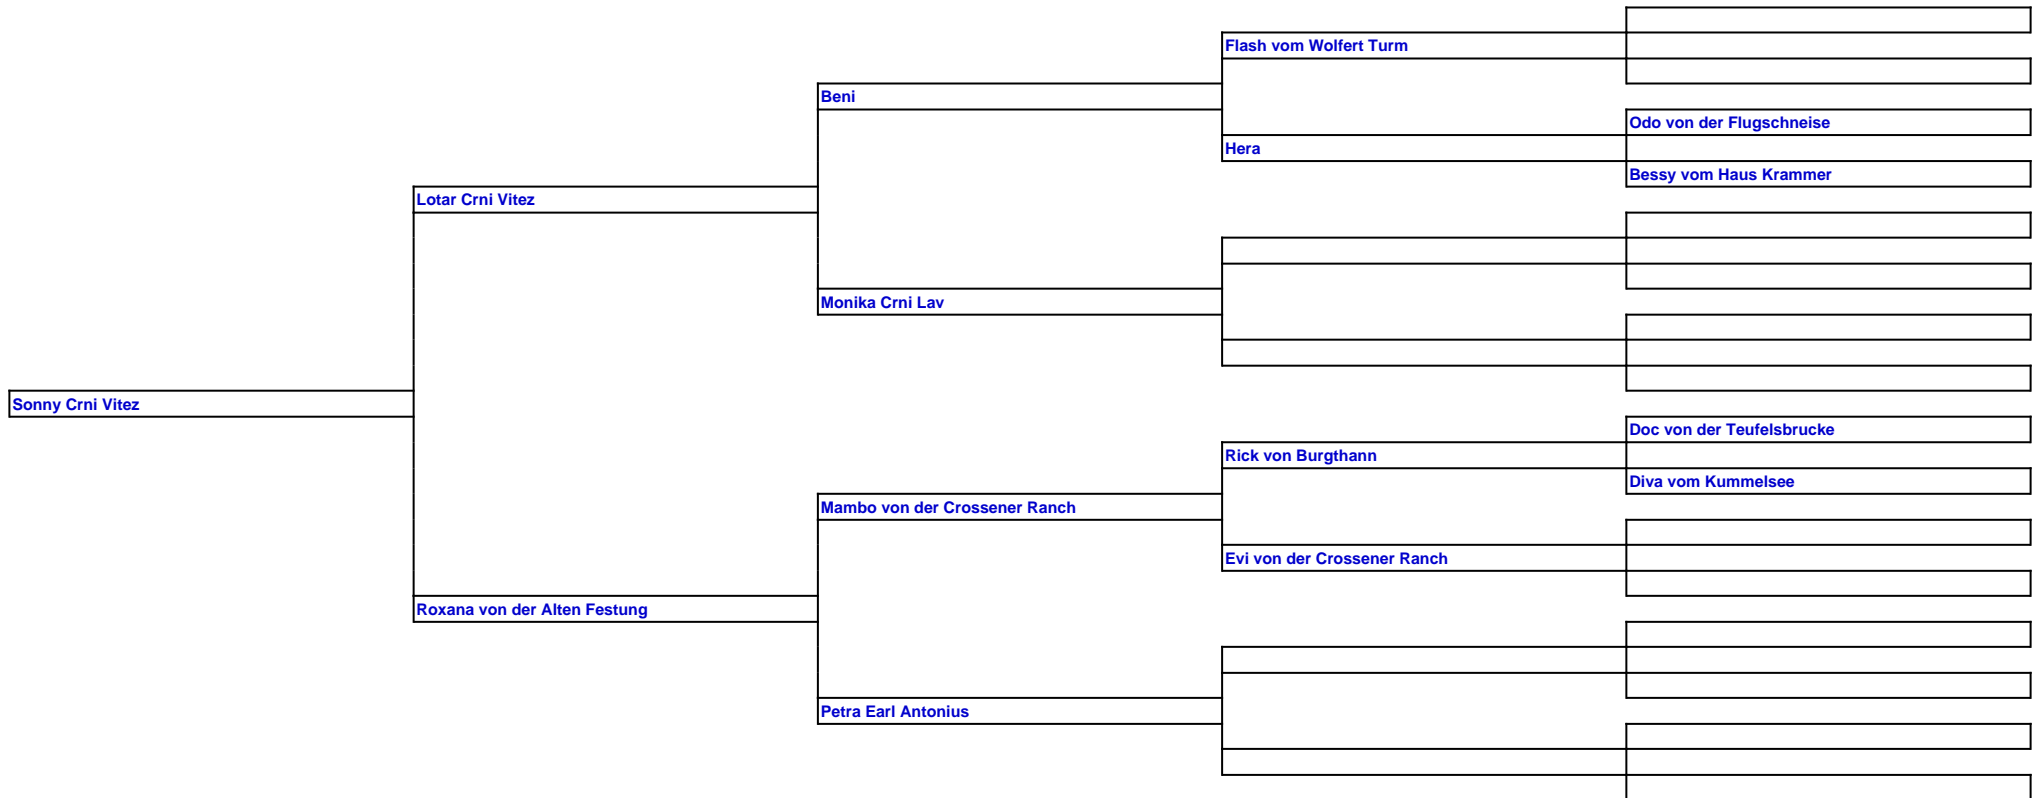 Flash vom Wolfert Turm
Beni
Odo von der Flugschneise
Hera
Bessy vom Haus Krammer
Lotar Crni Vitez
Monika Crni Lav
Sonny Crni Vitez
Doc von der Teufelsbrucke
Rick von Burgthann
Diva vom Kummelsee
Mambo von der Crossener Ranch
Evi von der Crossener Ranch
Roxana von der Alten Festung
Petra Earl Antonius